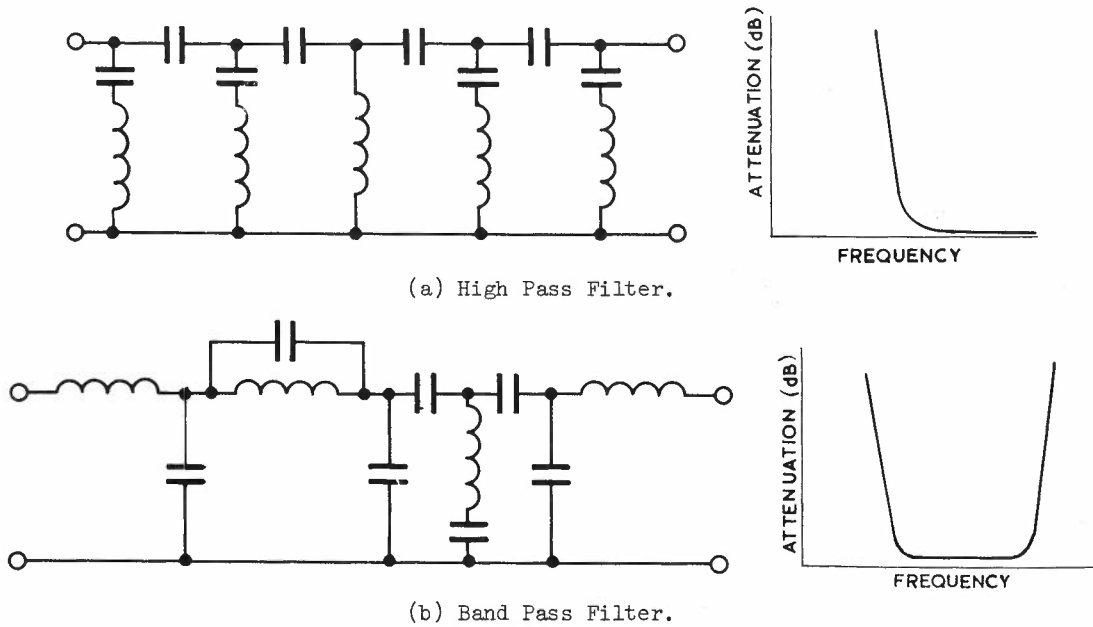 ATTENUATION (dB)
FREQUENCY
(a) High Pass Filter.
ATTENUATION (dB)
FREQUENCY
(b) Band Pass Filter.